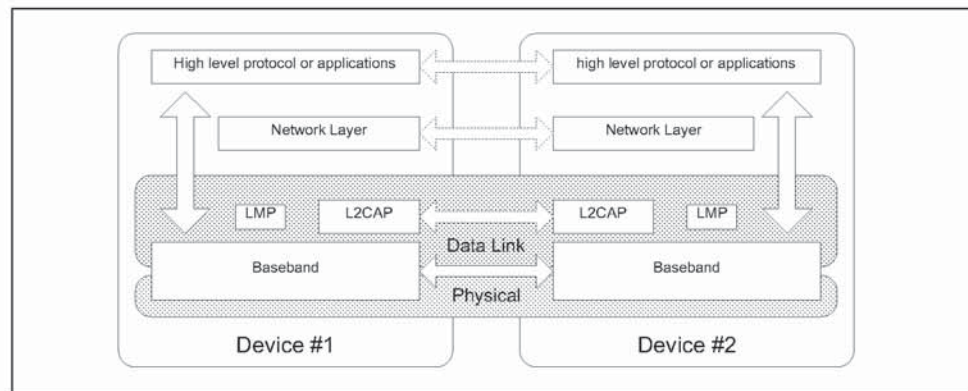 High level protocol or applications
high level protocol or applications
Network Layer
Network Layer
LMP
L2CAP
L2CAP
LMP
Data Link
Baseband
Baseband
Physical
Device #1
Device #2